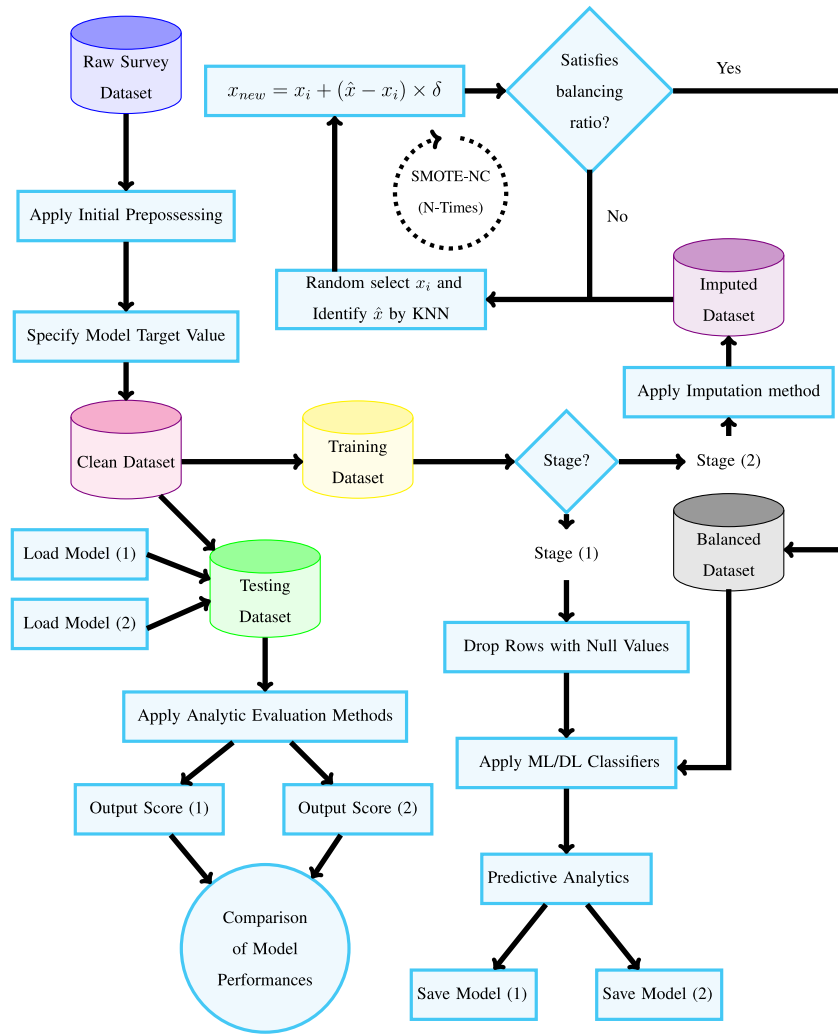 Raw Survey
Dataset
x_{new} = x_i + (\hat{x} − x_i) × δ
Satisfies
balancing
ratio?
Yes
SMOTE-NC
(N-Times)
No
Apply Initial Prepossessing
Random select x_i and
Identify \hat{x} by KNN
Imputed
Dataset
Specify Model Target Value
Apply Imputation method
Clean Dataset
Training
Dataset
Stage?
Stage (2)
Load Model (1)
Load Model (2)
Testing
Dataset
Stage (1)
Balanced
Dataset
Drop Rows with Null Values
Apply Analytic Evaluation Methods
Apply ML/DL Classifiers
Output Score (1)
Output Score (2)
Predictive Analytics
Comparison
of Model
Performances
Save Model (1)
Save Model (2)